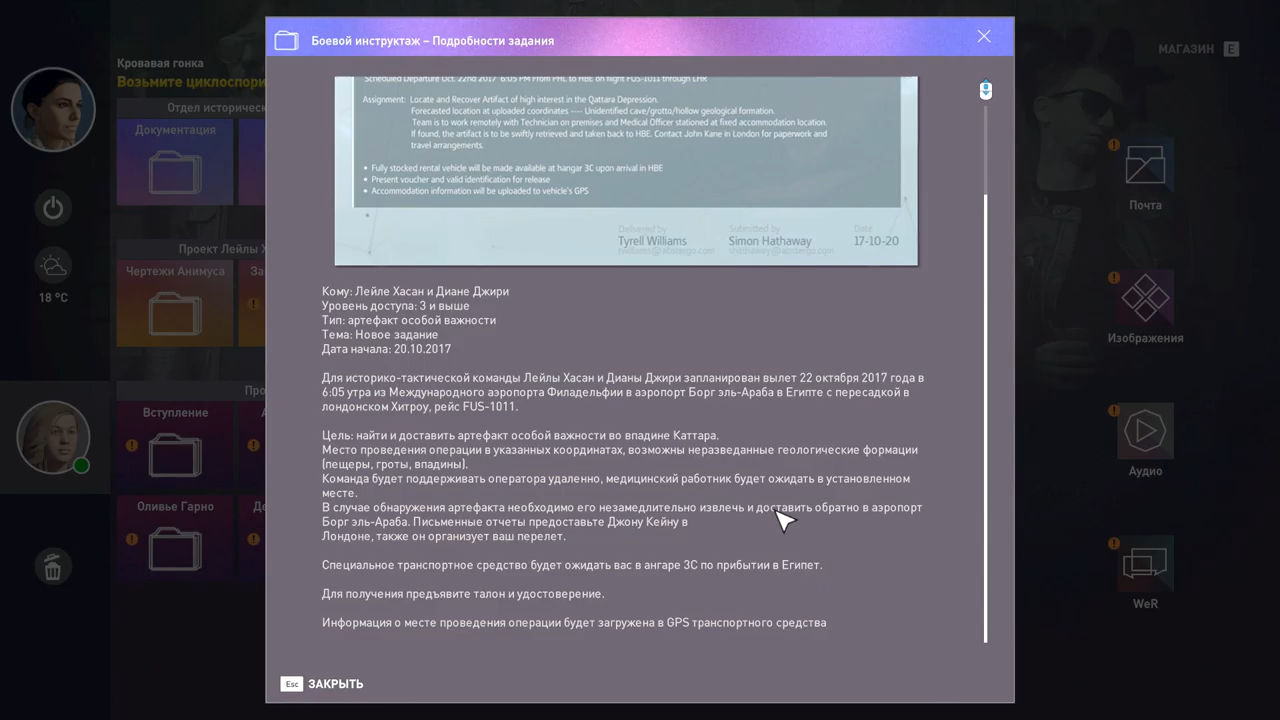 Боевой инструктаж – Подробности задания
МАГАЗИН E
Кровавая гонка
Возьмите циклоспори
Отдел историческ
Документация
18 °C
Проект Лейлы Х
Чертежи Анимуса
За
Про
Вступление
Оливье Гарно
Почта
Изображения
Аудио
WeR
Scheduled Departure Oct. 22nd 2017 6:05 PM From PHL to HBE on flight FUS-1011 through LHR
Assignment: Locate and Recover Artifact of high interest in the Qattara Depression.
Forecasted location at uploaded coordinates ---- Unidentified cave/grotto/hollow geological formation.
Team is to work remotely with Technician on premises and Medical Officer stationed at fixed accommodation location.
If found, the artifact is to be swiftly retrieved and taken back to HBE. Contact John Kane in London for paperwork and
travel arrangements.
• Fully stocked rental vehicle will be made available at hangar 3C upon arrival in HBE
• Present voucher and valid identification for release
• Accommodation information will be uploaded to vehicle's GPS
Delivered by
Submitted by
Date
Tyrell Williams
Simon Hathaway
17-10-20
Кому: Лейле Хасан и Диане Джири
Уровень доступа: 3 и выше
Тип: артефакт особой важности
Тема: Новое задание
Дата начала: 20.10.2017
Для историко-тактической команды Лейлы Хасан и Дианы Джири запланирован вылет 22 октября 2017 года в
6:05 утра из Международного аэропорта Филадельфии в аэропорт Борг эль-Араба в Египте с пересадкой в
лондонском Хитроу, рейс FUS-1011.
Цель: найти и доставить артефакт особой важности во впадине Каттара.
Место проведения операции в указанных координатах, возможны неразведанные геологические формации
(пещеры, гроты, впадины).
Команда будет поддерживать оператора удаленно, медицинский работник будет ожидать в установленном
месте.
В случае обнаружения артефакта необходимо его незамедлительно извлечь и доставить обратно в аэропорт
Борг эль-Араба. Письменные отчеты предоставьте Джону Кейну в
Лондоне, также он организует ваш перелет.
Специальное транспортное средство будет ожидать вас в ангаре 3C по прибытии в Египет.
Для получения предъявите талон и удостоверение.
Информация о месте проведения операции будет загружена в GPS транспортного средства
Esc ЗАКРЫТЬ